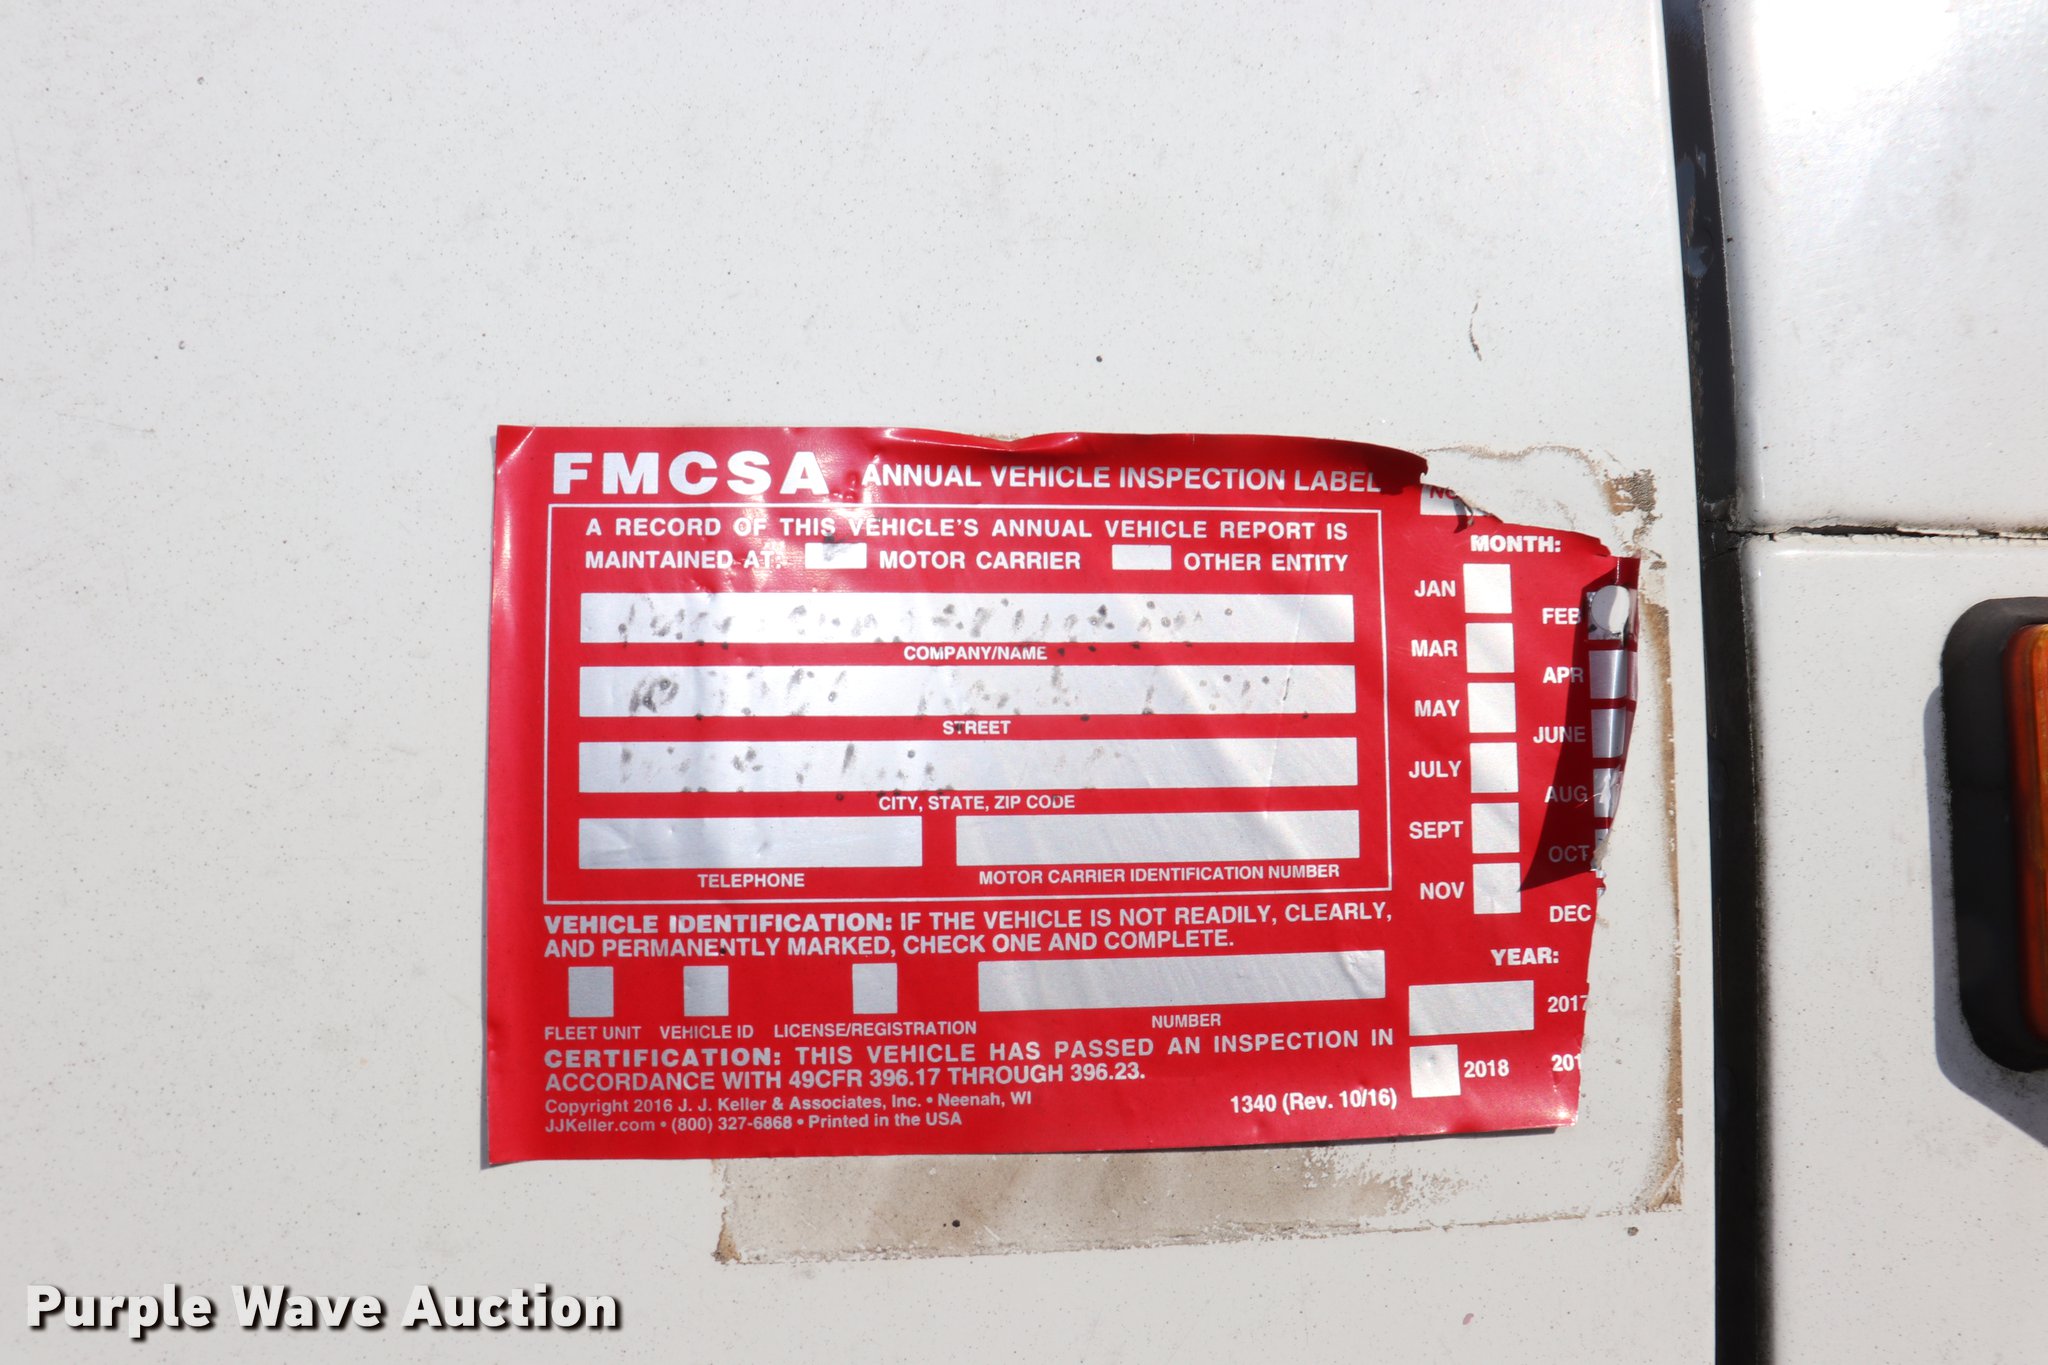 FMCSA ANNUAL VEHICLE INSPECTION LABEL
A RECORD OF THIS VEHICLE'S ANNUAL VEHICLE REPORT IS
MAINTAINED AT: MOTOR CARRIER OTHER ENTITY
COMPANY/NAME
STREET
CITY, STATE, ZIP CODE
TELEPHONE MOTOR CARRIER IDENTIFICATION NUMBER
VEHICLE IDENTIFICATION: IF THE VEHICLE IS NOT READILY, CLEARLY,
AND PERMANENTLY MARKED, CHECK ONE AND COMPLETE.
FLEET UNIT VEHICLE ID LICENSE/REGISTRATION NUMBER
CERTIFICATION: THIS VEHICLE HAS PASSED AN INSPECTION IN
ACCORDANCE WITH 49CFR 396.17 THROUGH 396.23.
Copyright 2016 J. J. Keller & Associates, Inc. • Neenah, WI
JJKeller.com • (800) 327-6868 • Printed in the USA
1340 (Rev. 10/16)
MONTH:
JAN FEB
MAR APR
MAY JUNE
JULY AUG
SEPT OCT
NOV DEC
YEAR:
2017
2018 201
Purple Wave Auction